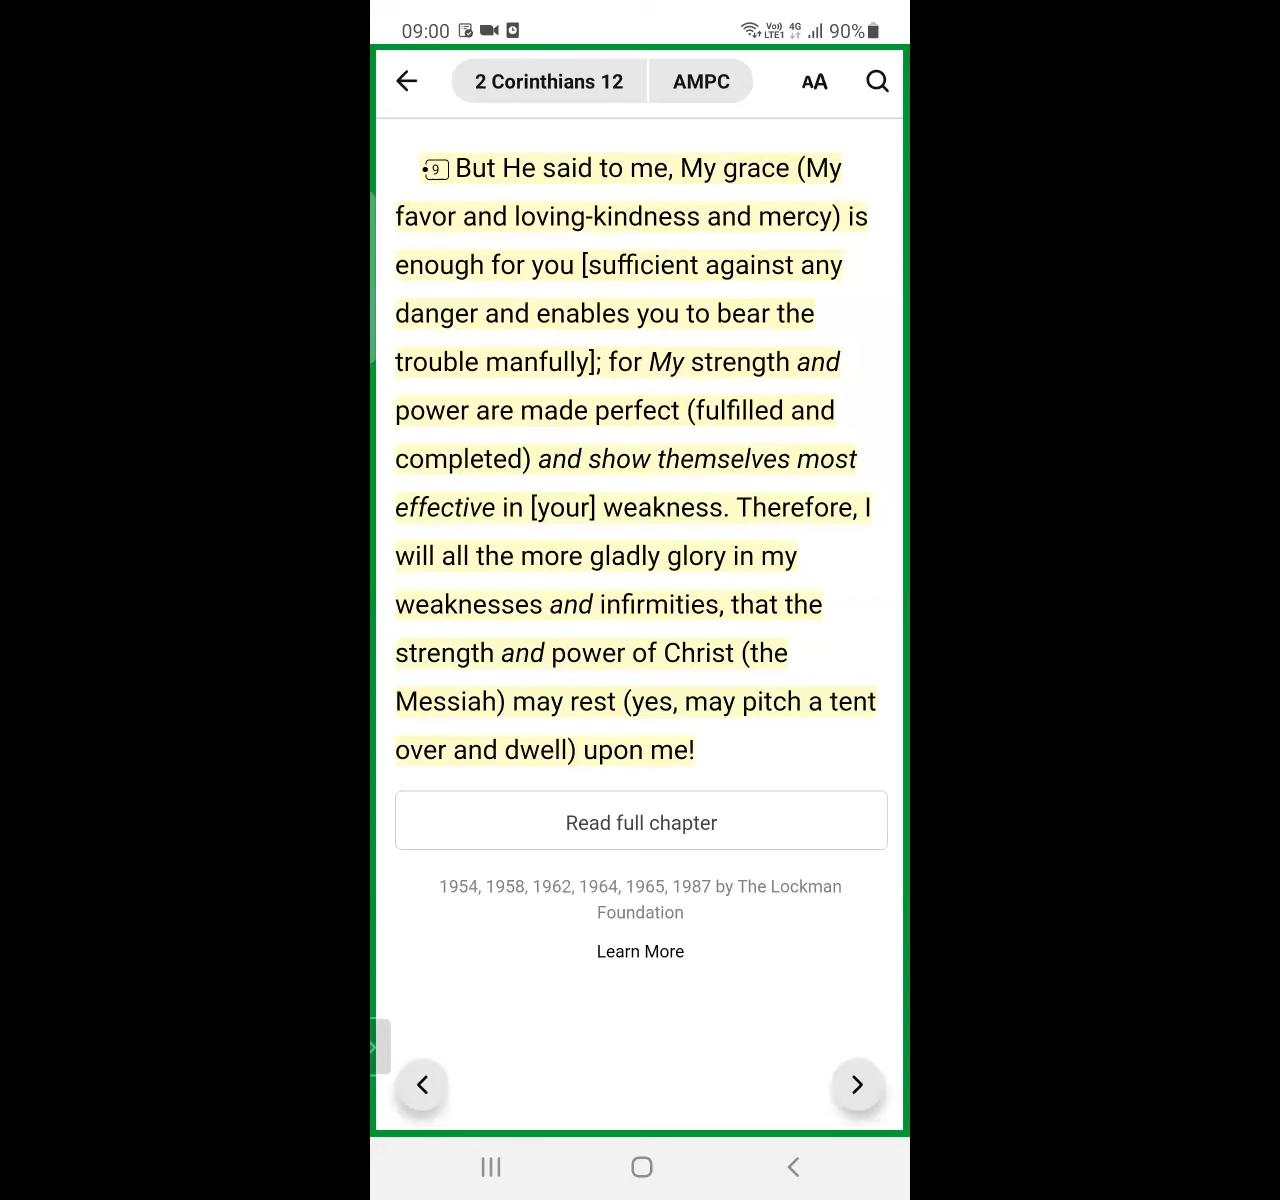 09:00 Vo)) 4G 90%
LTE1
2 Corinthians 12 AMPC AA
9 But He said to me, My grace (My
favor and loving-kindness and mercy) is
enough for you [sufficient against any
danger and enables you to bear the
trouble manfully]; for My strength and
power are made perfect (fulfilled and
completed) and show themselves most
effective in [your] weakness. Therefore, I
will all the more gladly glory in my
weaknesses and infirmities, that the
strength and power of Christ (the
Messiah) may rest (yes, may pitch a tent
over and dwell) upon me!
Read full chapter
1954, 1958, 1962, 1964, 1965, 1987 by The Lockman
Foundation
Learn More